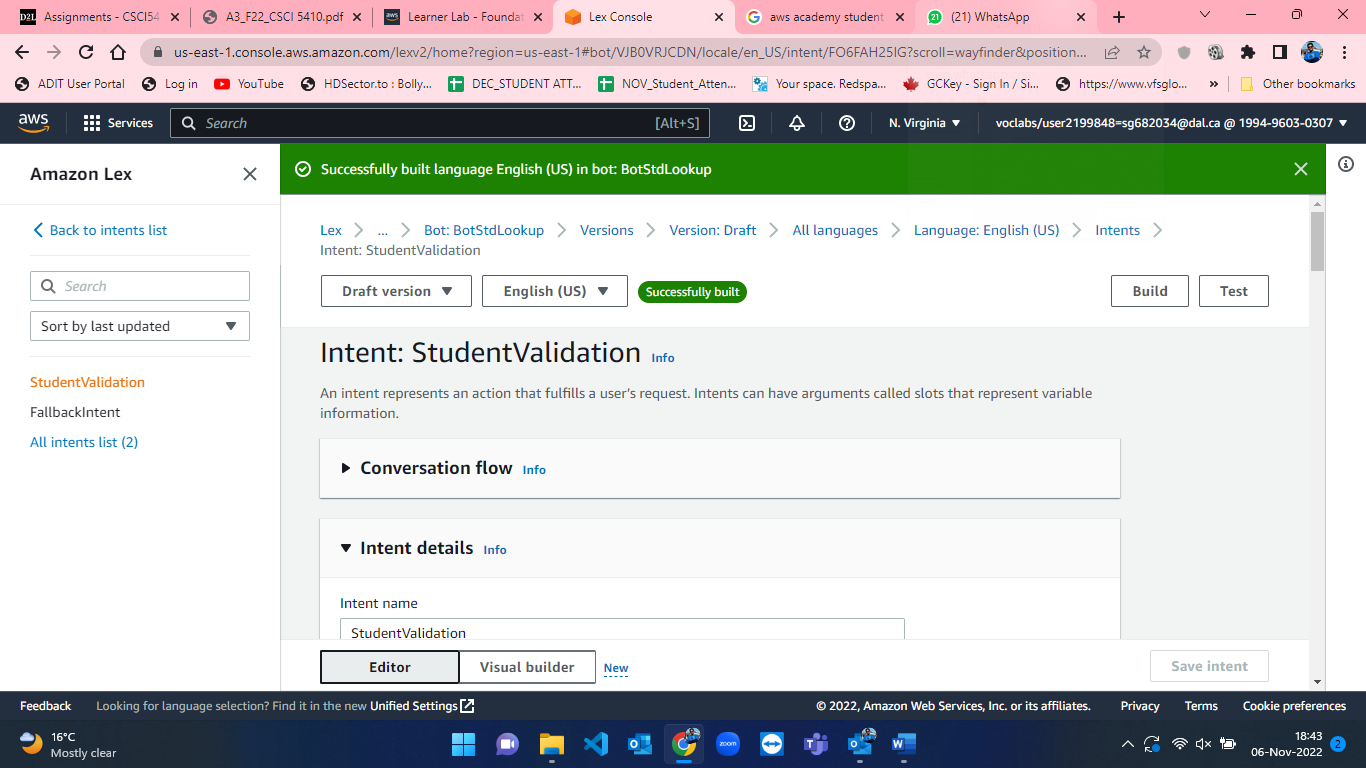 Assignments - CSCI54
A3_F22_CSCI 5410.pdf
Learner Lab - Foundat
Lex Console
aws academy student
(21) WhatsApp
us-east-1.console.aws.amazon.com/lexv2/home?region=us-east-1#bot/VJB0VRJCDN/locale/en_US/intent/FO6FAH25IG?scroll=wayfinder&position...
ADIT User Portal
Log in
YouTube
HDSector.to : Bolly...
DEC_STUDENT ATT...
NOV_Student_Atten...
Your space. Redspa...
GCKey - Sign In / Si...
https://www.vfsglo...
»
Other bookmarks
aws
Services
Search
[Alt+S]
N. Virginia
voclabs/user2199848=sg682034@dal.ca @ 1994-9603-0307
Amazon Lex
Back to intents list
Search
Sort by last updated
StudentValidation
FallbackIntent
All intents list (2)
Successfully built language English (US) in bot: BotStdLookup
Lex
...
Bot: BotStdLookup
Versions
Version: Draft
All languages
Language: English (US)
Intents
Intent: StudentValidation
Draft version
English (US)
Successfully built
Build
Test
Intent: StudentValidation Info
An intent represents an action that fulfills a user's request. Intents can have arguments called slots that represent variable
information.
Conversation flow Info
Intent details Info
Intent name
StudentValidation
Editor
Visual builder
New
Save intent
Feedback
Looking for language selection? Find it in the new Unified Settings
© 2022, Amazon Web Services, Inc. or its affiliates.
Privacy
Terms
Cookie preferences
16°C
Mostly clear
zoom
18:43
06-Nov-2022
2